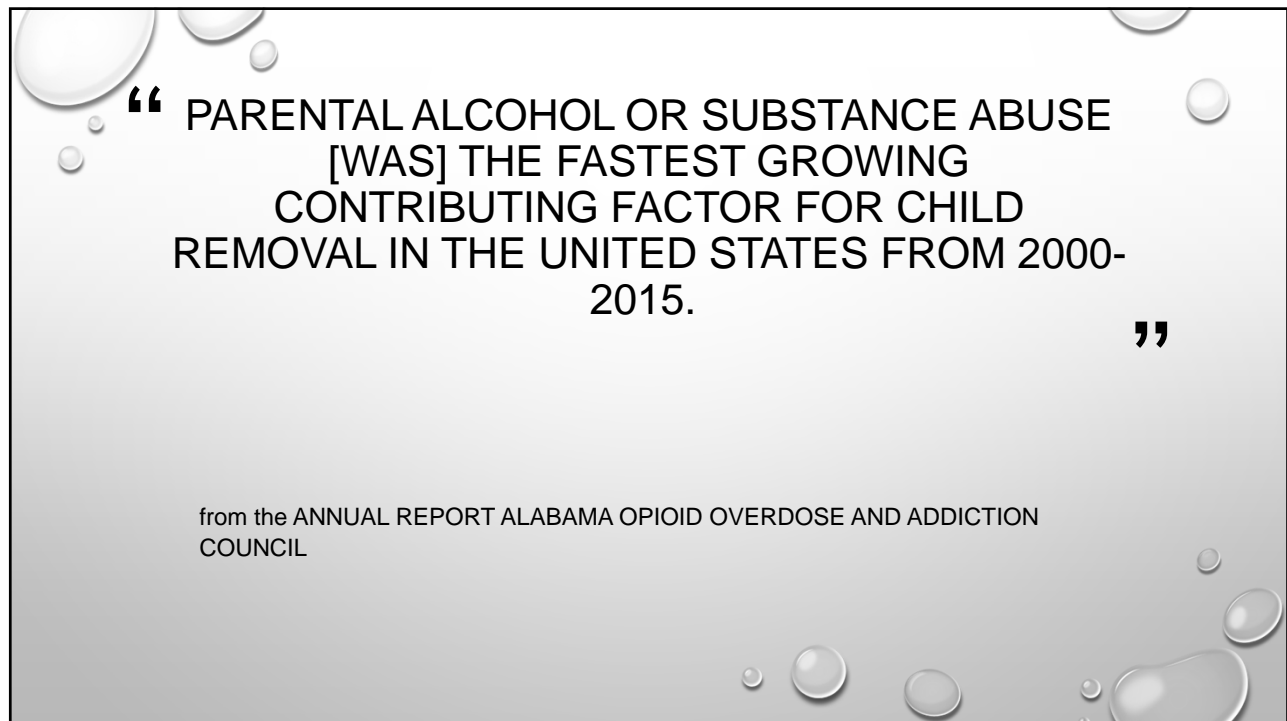 “ PARENTAL ALCOHOL OR SUBSTANCE ABUSE
[WAS] THE FASTEST GROWING
CONTRIBUTING FACTOR FOR CHILD
REMOVAL IN THE UNITED STATES FROM 2000-
2015.
”
from the ANNUAL REPORT ALABAMA OPIOID OVERDOSE AND ADDICTION
COUNCIL